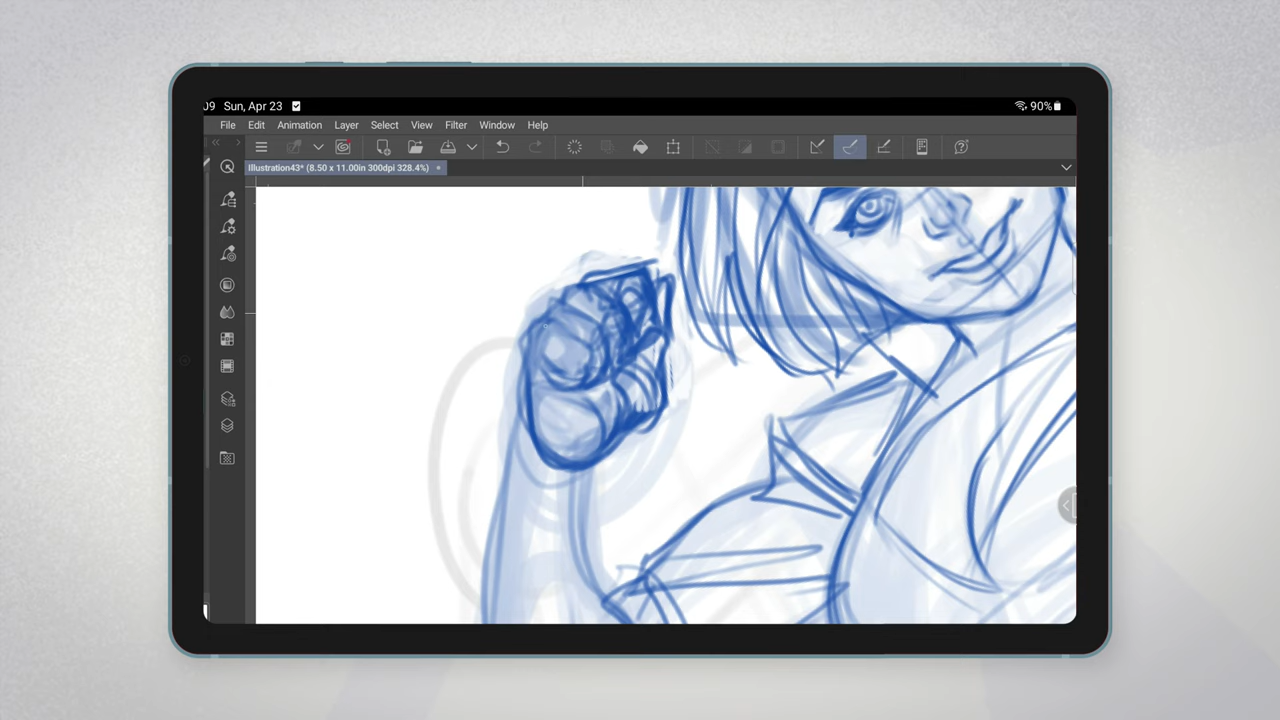 09 Sun, Apr 23 90%
File Edit Animation Layer Select View Filter Window Help
Illustration43* (8.50 x 11.00in 300dpi 328.4%)